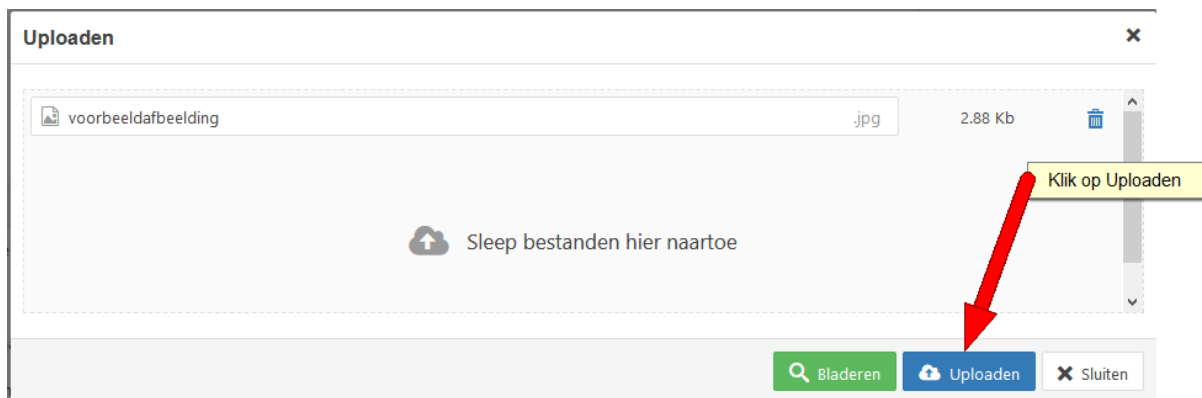 Uploaden
voorbeeldafbeelding .jpg 2.88 Kb
Klik op Uploaden
Sleep bestanden hier naartoe
Bladeren Uploaden Sluiten